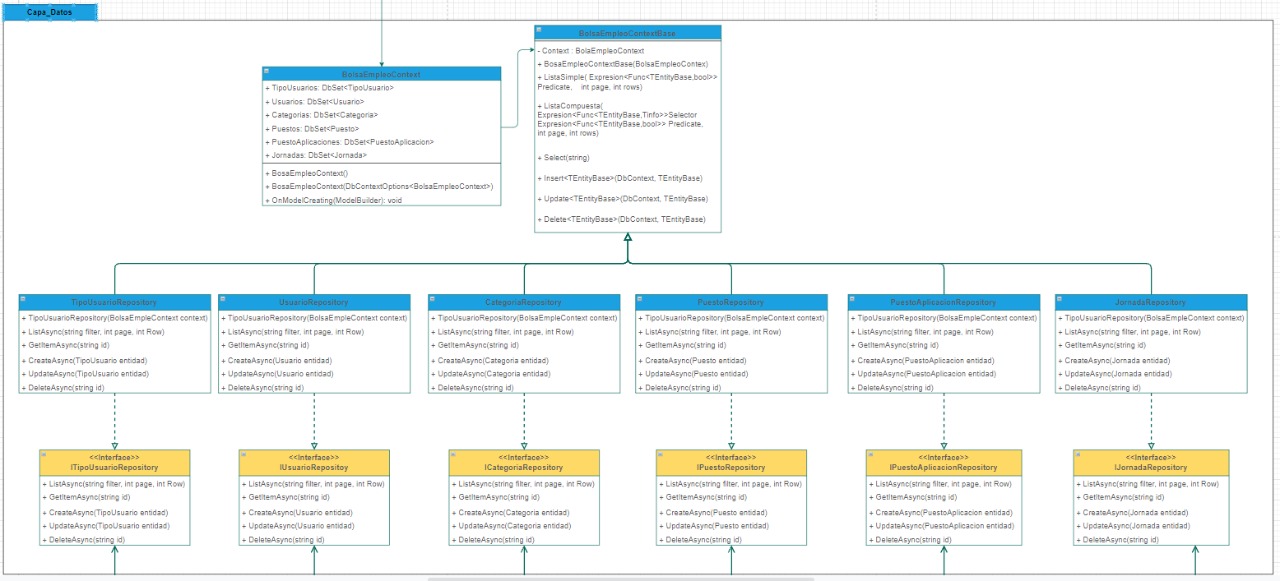 Capa_Datos
BolsaEmpleoContextBase
- Context : BolaEmpleoContext
+ BosaEmpleoContextBase(BolsaEmpleoContex)
+ ListaSimple( Expresion<Func<TEntityBase,bool>>
Predicate, int page, int rows)
+ ListaCompuesta(
Expresion<Func<TEntityBase,Tinfo>>Selector
Expresion<Func<TEntityBase,bool>> Predicate,
int page, int rows)
+ Select(string)
+ Insert<TEntityBase>(DbContext, TEntityBase)
+ Update<TEntityBase>(DbContext, TEntityBase)
+ Delete<TEntityBase>(DbContext, TEntityBase)
BolsaEmpleoContext
+ TipoUsuarios: DbSet<TipoUsuario>
+ Usuarios: DbSet<Usuario>
+ Categorias: DbSet<Categoria>
+ Puestos: DbSet<Puesto>
+ PuestoAplicaciones: DbSet<PuestoAplicacion>
+ Jornadas: DbSet<Jornada>
+ BosaEmpleoContext()
+ BosaEmpleoContext(DbContextOptions<BolsaEmpleoContext>)
+ OnModelCreating(ModelBuilder): void
TipoUsuarioRepository
+ TipoUsuarioRepository(BolsaEmpleContext context)
+ ListAsync(string filter, int page, int Row)
+ GetItemAsync(string id)
+ CreateAsync(TipoUsuario entidad)
+ UpdateAsync(TipoUsuario entidad)
+ DeleteAsync(string id)
UsuarioRepository
+ TipoUsuarioRepository(BolsaEmpleContext context)
+ ListAsync(string filter, int page, int Row)
+ GetItemAsync(string id)
+ CreateAsync(Usuario entidad)
+ UpdateAsync(Usuario entidad)
+ DeleteAsync(string id)
CategoriaRepository
+ TipoUsuarioRepository(BolsaEmpleContext context)
+ ListAsync(string filter, int page, int Row)
+ GetItemAsync(string id)
+ CreateAsync(Categoria entidad)
+ UpdateAsync(Categoria entidad)
+ DeleteAsync(string id)
PuestoRepository
+ TipoUsuarioRepository(BolsaEmpleContext context)
+ ListAsync(string filter, int page, int Row)
+ GetItemAsync(string id)
+ CreateAsync(Puesto entidad)
+ UpdateAsync(Puesto entidad)
+ DeleteAsync(string id)
PuestoAplicacionRepository
+ TipoUsuarioRepository(BolsaEmpleContext context)
+ ListAsync(string filter, int page, int Row)
+ GetItemAsync(string id)
+ CreateAsync(PuestoAplicacion entidad)
+ UpdateAsync(PuestoAplicacion entidad)
+ DeleteAsync(string id)
JornadaRepository
+ TipoUsuarioRepository(BolsaEmpleContext context)
+ ListAsync(string filter, int page, int Row)
+ GetItemAsync(string id)
+ CreateAsync(Jornada entidad)
+ UpdateAsync(Jornada entidad)
+ DeleteAsync(string id)
<<Interface>>
ITipoUsuarioRepository
+ ListAsync(string filter, int page, int Row)
+ GetItemAsync(string id)
+ CreateAsync(TipoUsuario entidad)
+ UpdateAsync(TipoUsuario entidad)
+ DeleteAsync(string id)
<<Interface>>
IUsuarioRepository
+ ListAsync(string filter, int page, int Row)
+ GetItemAsync(string id)
+ CreateAsync(Usuario entidad)
+ UpdateAsync(Usuario entidad)
+ DeleteAsync(string id)
<<Interface>>
ICategoriaRepository
+ ListAsync(string filter, int page, int Row)
+ GetItemAsync(string id)
+ CreateAsync(Categoria entidad)
+ UpdateAsync(Categoria entidad)
+ DeleteAsync(string id)
<<Interface>>
IPuestoRepository
+ ListAsync(string filter, int page, int Row)
+ GetItemAsync(string id)
+ CreateAsync(Puesto entidad)
+ UpdateAsync(Puesto entidad)
+ DeleteAsync(string id)
<<Interface>>
IPuestoAplicacionRepository
+ ListAsync(string filter, int page, int Row)
+ GetItemAsync(string id)
+ CreateAsync(PuestoAplicacion entidad)
+ UpdateAsync(PuestoAplicacion entidad)
+ DeleteAsync(string id)
<<Interface>>
IJornadaRepository
+ ListAsync(string filter, int page, int Row)
+ GetItemAsync(string id)
+ CreateAsync(Jornada entidad)
+ UpdateAsync(Jornada entidad)
+ DeleteAsync(string id)